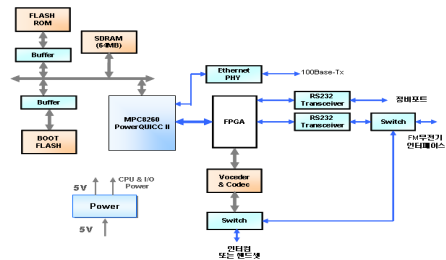 FLASH
ROM
Buffer
SDRAM
(64MB)
Buffer
BOOT
FLASH
MPC8260
PowerQUICC II
Ethernet
PHY
100Base-Tx
FPGA
RS232
Transceiver
장비포트
RS232
Transceiver
Switch
FM무전기
인터페이스
Vocoder
& Codec
Switch
인터컴
또는 핸드셋
5V
CPU & I/O
Power
Power
5V